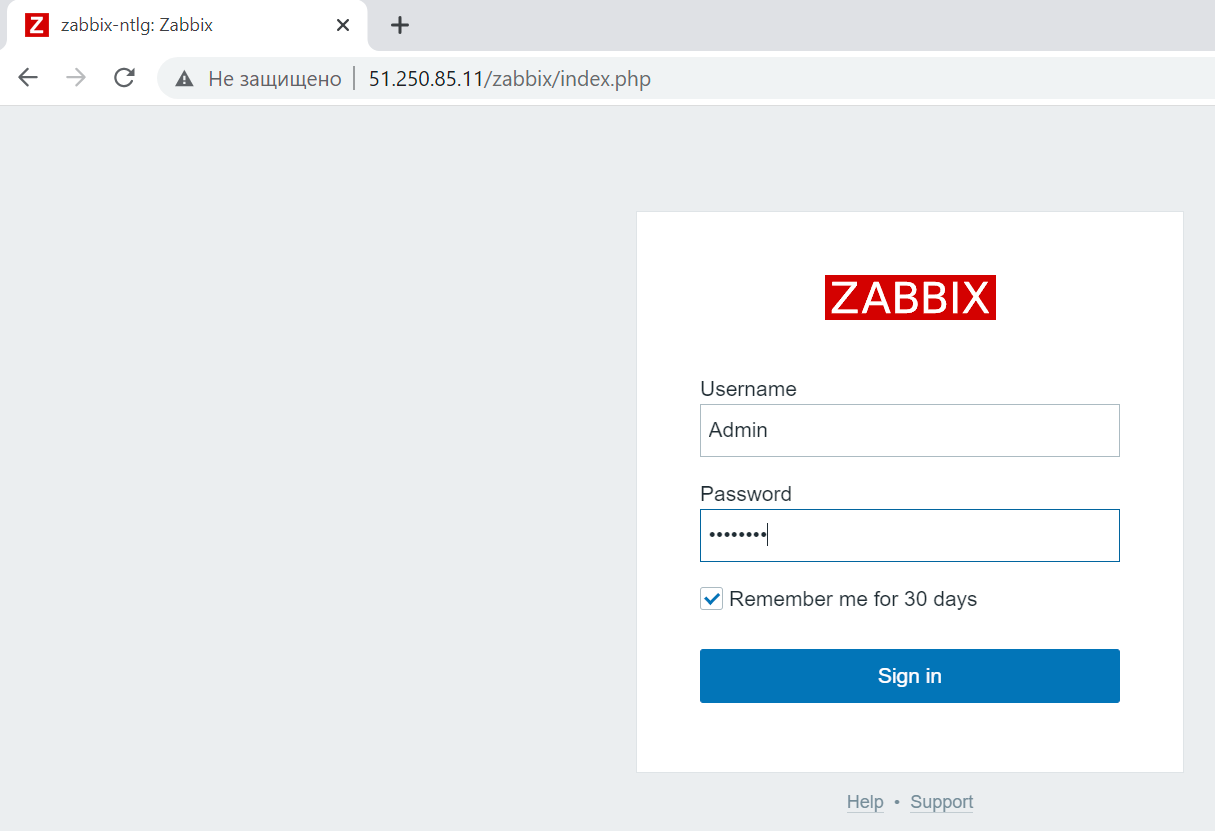 Z zabbix-ntlg: Zabbix
Не защищено 51.250.85.11/zabbix/index.php
ZABBIX
Username
Admin
Password
••••••••
Remember me for 30 days
Sign in
Help • Support